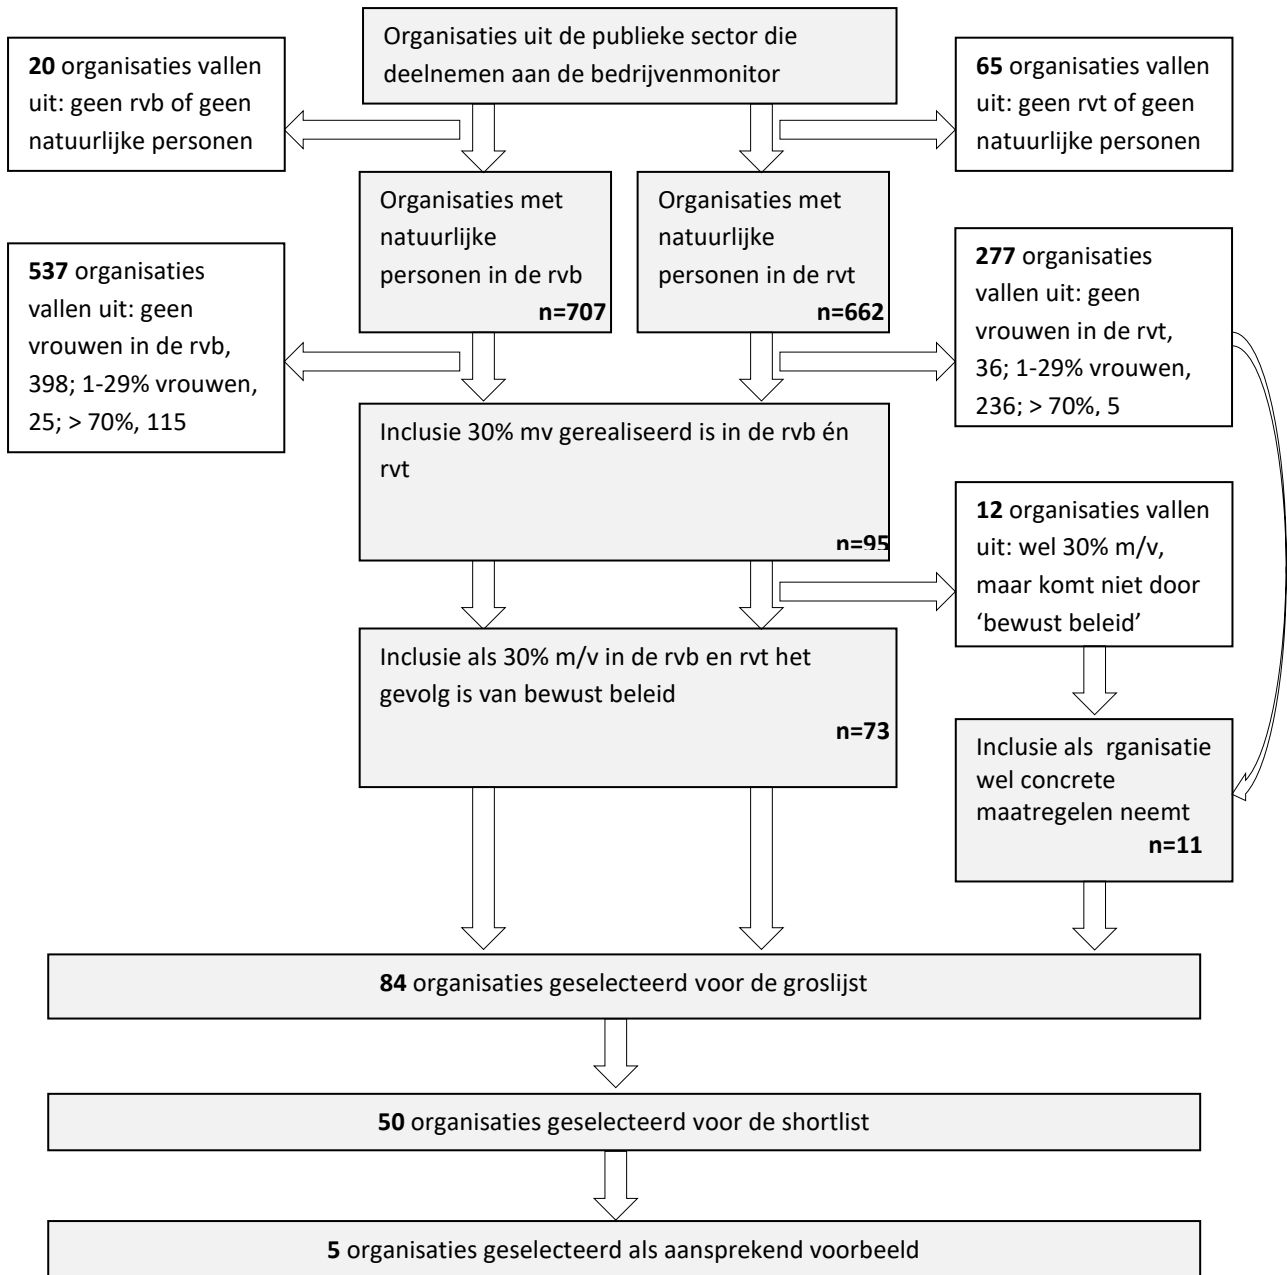 Organisaties uit de publieke sector die
deelnemen aan de bedrijvenmonitor
20 organisaties vallen
uit: geen rvb of geen
natuurlijke personen
65 organisaties vallen
uit: geen rvt of geen
natuurlijke personen
Organisaties met
natuurlijke
personen in de rvb
n=707
Organisaties met
natuurlijke
personen in de rvt
n=662
537 organisaties
vallen uit: geen
vrouwen in de rvb,
398; 1-29% vrouwen,
25; > 70%, 115
277 organisaties
vallen uit: geen
vrouwen in de rvt,
36; 1-29% vrouwen,
236; > 70%, 5
Inclusie 30% mv gerealiseerd is in de rvb én
rvt
n=95
12 organisaties vallen
uit: wel 30% m/v,
maar komt niet door
‘bewust beleid’
Inclusie als 30% m/v in de rvb en rvt het
gevolg is van bewust beleid
n=73
Inclusie als rganisatie
wel concrete
maatregelen neemt
n=11
84 organisaties geselecteerd voor de groslijst
50 organisaties geselecteerd voor de shortlist
5 organisaties geselecteerd als aansprekend voorbeeld